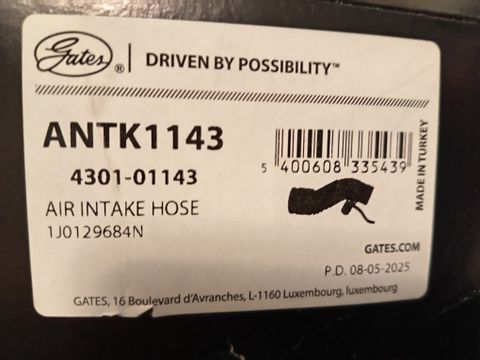 Gates® | DRIVEN BY POSSIBILITY™
ANTK1143
4301-01143
AIR INTAKE HOSE
1J0129684N
5 400608 335439
MADE IN TURKEY
GATES.COM
P.D. 08-05-2025
GATES, 16 Boulevard d'Avranches, L-1160 Luxembourg, luxembourg